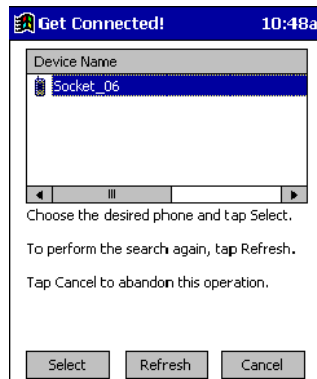 Get Connected! 10:48a
Device Name
Socket_06
Choose the desired phone and tap Select.
To perform the search again, tap Refresh.
Tap Cancel to abandon this operation.
Select Refresh Cancel